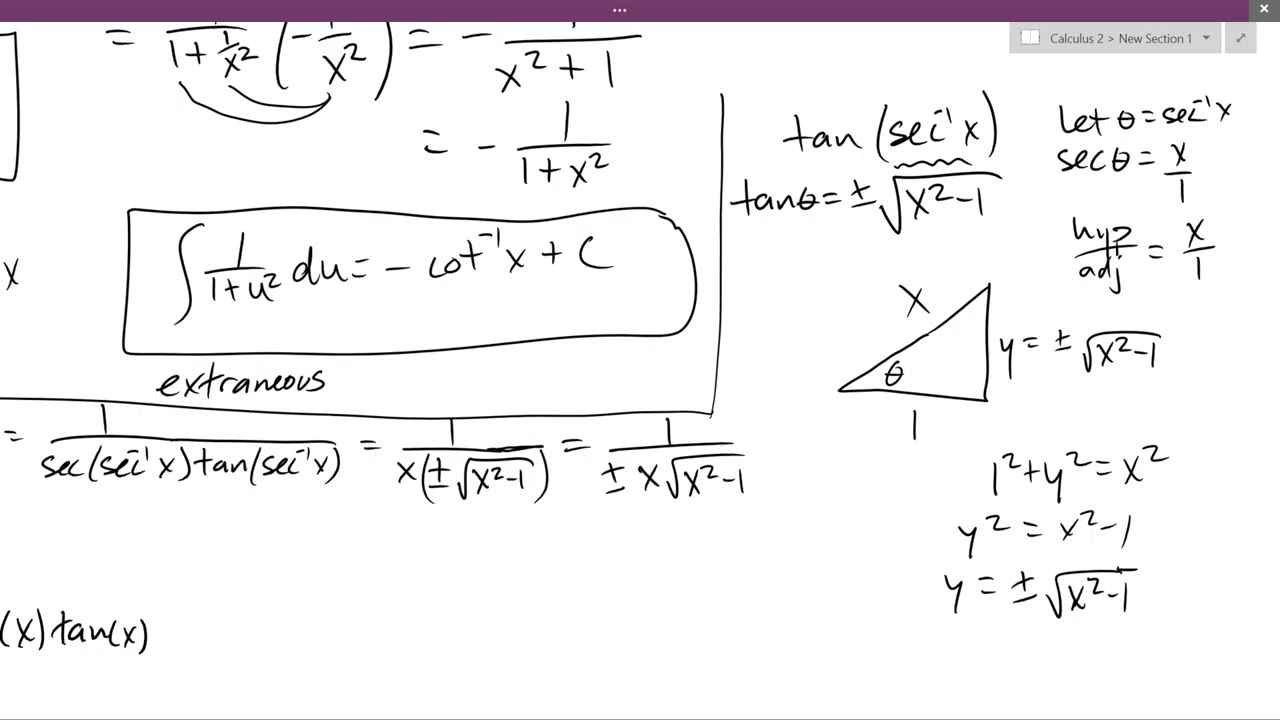 Calculus 2 > New Section 1
= 1/(1 + 1/x²) (-1/x²) = - 1/(x² + 1)
= - 1/(1 + x²)
x
∫ 1/(1+u²) du = - cot⁻¹x + C
extraneous
= 1/(sec(sec⁻¹x)tan(sec⁻¹x)) = 1/(x(±√(x²-1))) = 1/(± x√(x²-1))
(x)tan(x)
tan(sec⁻¹x)
tanθ = ±√(x²-1)
let θ = sec⁻¹x
secθ = x/1
hyp/adj = x/1
x
θ
y = ± √(x²-1)
1
1² + y² = x²
y² = x² - 1
y = ± √(x²-1)